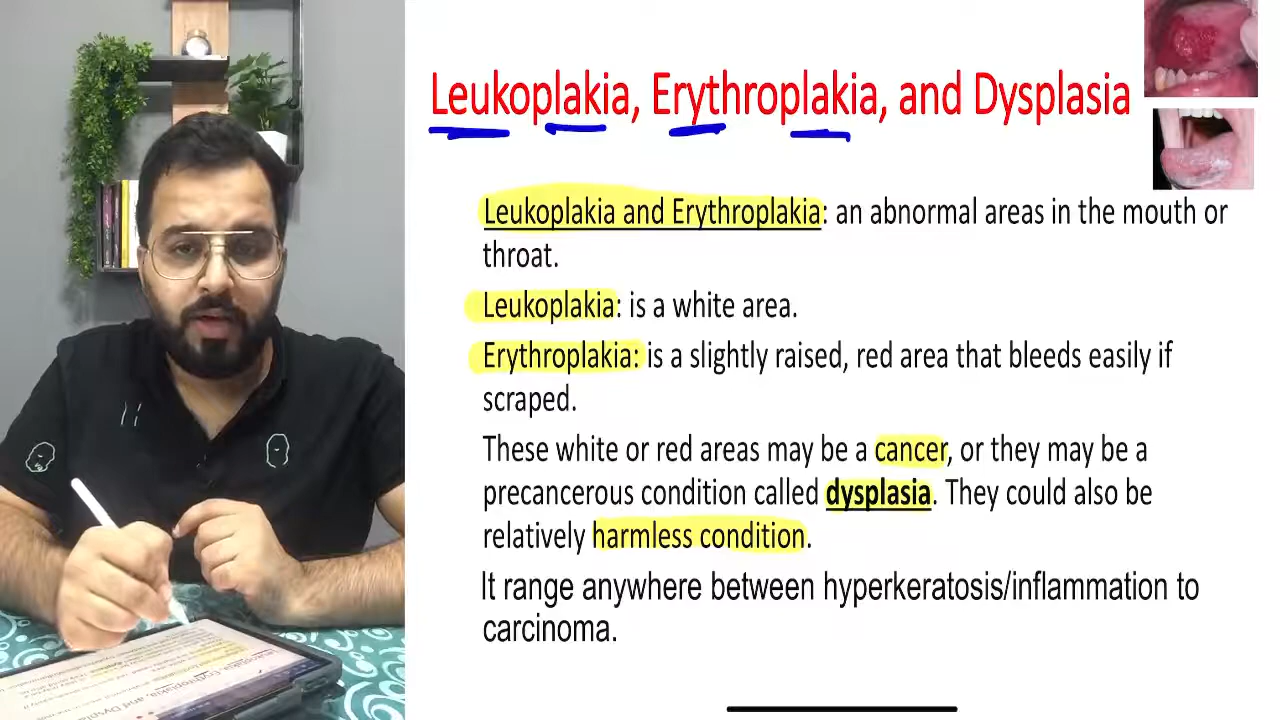 Leukoplakia, Erythroplakia, and Dysplasia
Leukoplakia and Erythroplakia: an abnormal areas in the mouth or
throat.
Leukoplakia: is a white area.
Erythroplakia: is a slightly raised, red area that bleeds easily if
scraped.
These white or red areas may be a cancer, or they may be a
precancerous condition called dysplasia. They could also be
relatively harmless condition.
It range anywhere between hyperkeratosis/inflammation to
carcinoma.